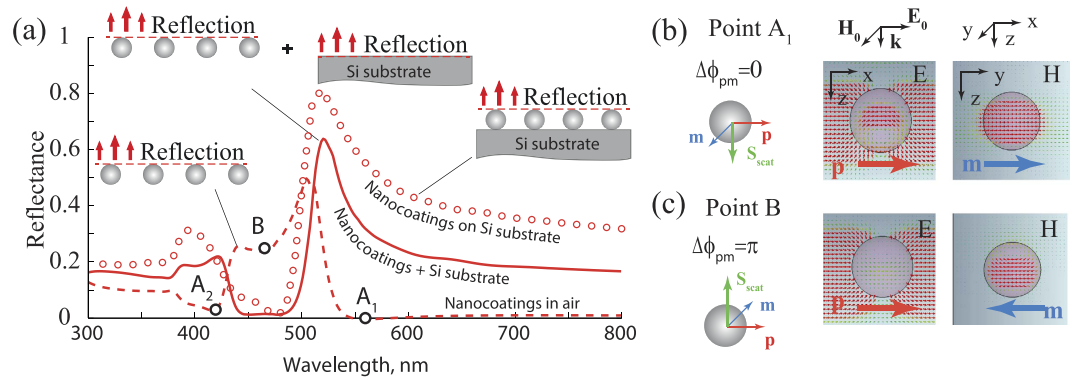 (a)
Reflection
+
Reflection
Si substrate
Reflection
Si substrate
Reflection
Reflectance
1
0.8
0.6
0.4
0.2
0
300
400
500
600
700
800
Wavelength, nm
A2
B
A1
Nanocoatings on Si substrate
Nanocoatings + Si substrate
Nanocoatings in air
(b) Point A1
Δϕpm=0
m
p
Sscat
H0
E0
k
x
y
z
E
x
z
p
H
y
z
m
(c) Point B
Δϕpm=π
Sscat
m
p
E
p
H
m